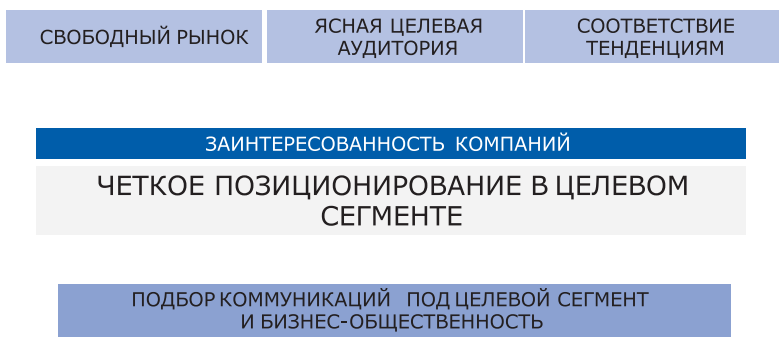 СВОБОДНЫЙ РЫНОК
ЯСНАЯ ЦЕЛЕВАЯ
АУДИТОРИЯ
СООТВЕТСТВИЕ
ТЕНДЕНЦИЯМ
ЗАИНТЕРЕСОВАННОСТЬ КОМПАНИЙ
ЧЕТКОЕ ПОЗИЦИОНИРОВАНИЕ В ЦЕЛЕВОМ
СЕГМЕНТЕ
ПОДБОР КОММУНИКАЦИЙ ПОД ЦЕЛЕВОЙ СЕГМЕНТ
И БИЗНЕС-ОБЩЕСТВЕННОСТЬ